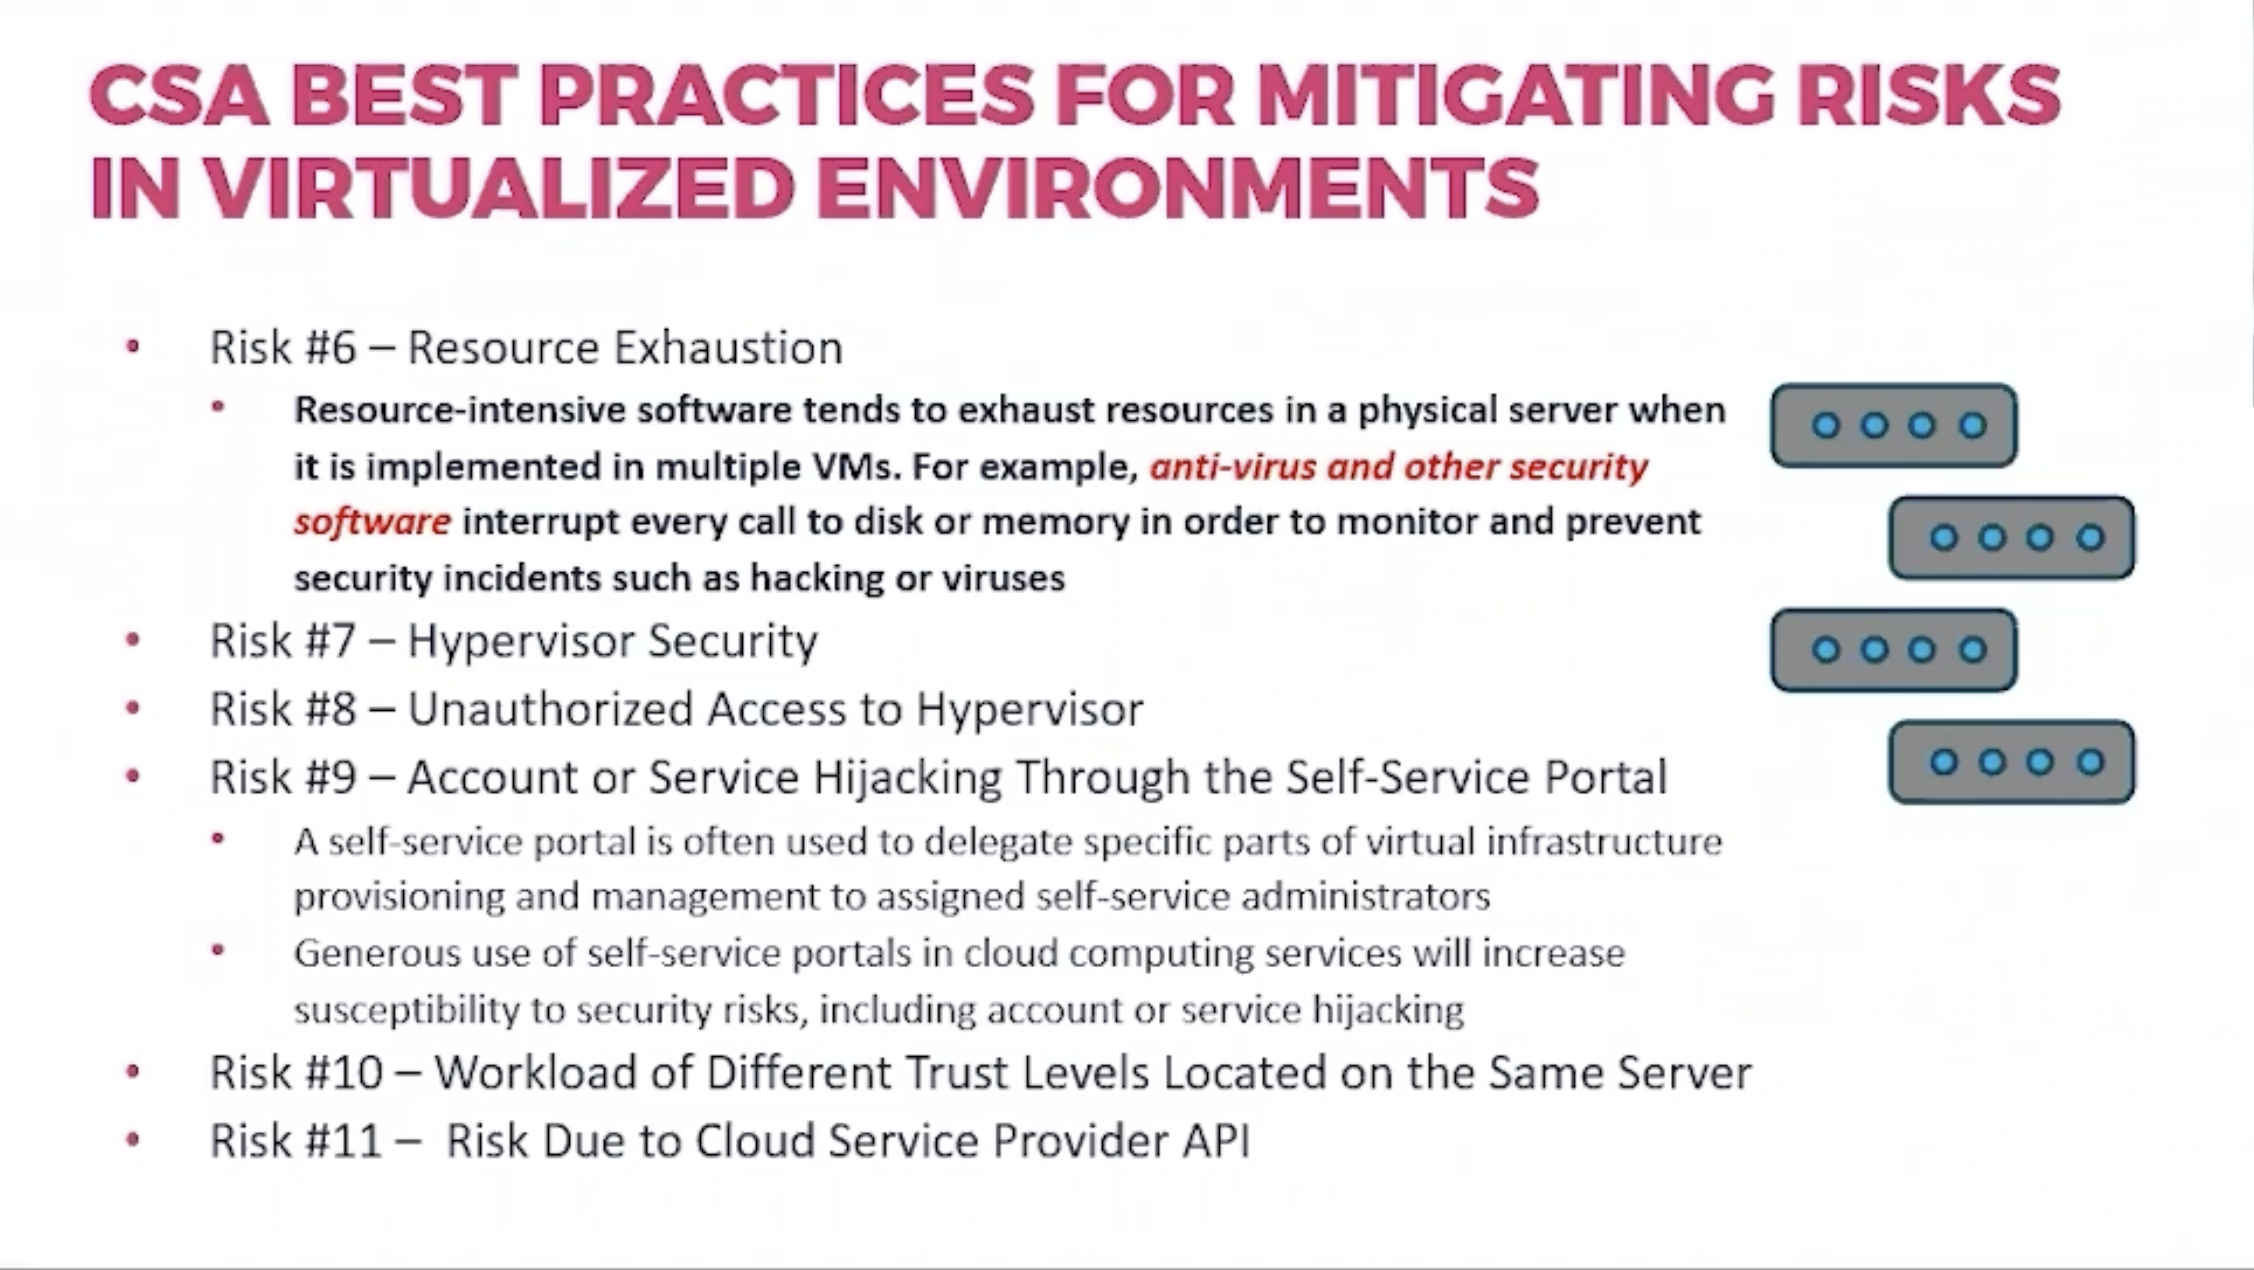 CSA BEST PRACTICES FOR MITIGATING RISKS
IN VIRTUALIZED ENVIRONMENTS
• Risk #6 – Resource Exhaustion
• Resource-intensive software tends to exhaust resources in a physical server when
it is implemented in multiple VMs. For example, anti-virus and other security
software interrupt every call to disk or memory in order to monitor and prevent
security incidents such as hacking or viruses
• Risk #7 – Hypervisor Security
• Risk #8 – Unauthorized Access to Hypervisor
• Risk #9 – Account or Service Hijacking Through the Self-Service Portal
• A self-service portal is often used to delegate specific parts of virtual infrastructure
provisioning and management to assigned self-service administrators
• Generous use of self-service portals in cloud computing services will increase
susceptibility to security risks, including account or service hijacking
• Risk #10 – Workload of Different Trust Levels Located on the Same Server
• Risk #11 – Risk Due to Cloud Service Provider API